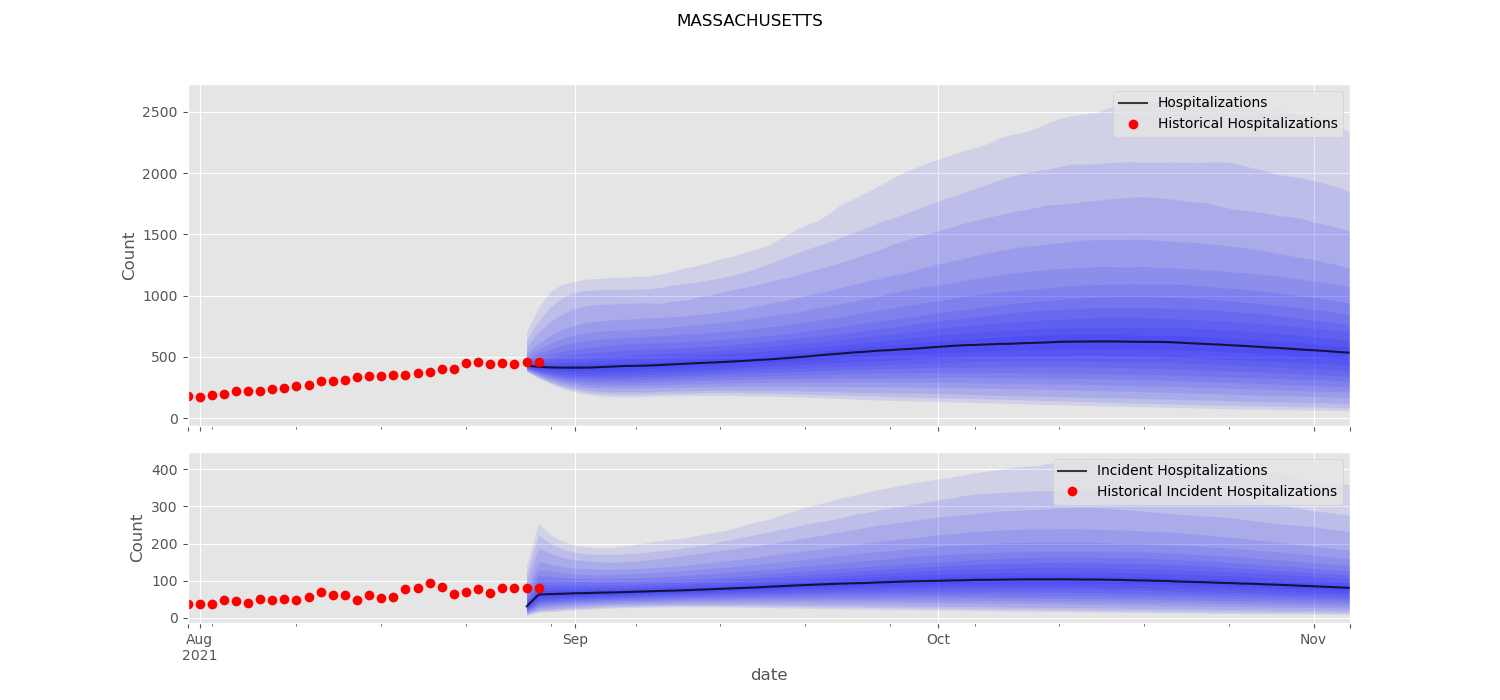 MASSACHUSETTS
Count
2500
2000
1500
1000
500
0
Hospitalizations
Historical Hospitalizations
Count
400
300
200
100
0
Incident Hospitalizations
Historical Incident Hospitalizations
Aug
2021
Sep
Oct
Nov
date